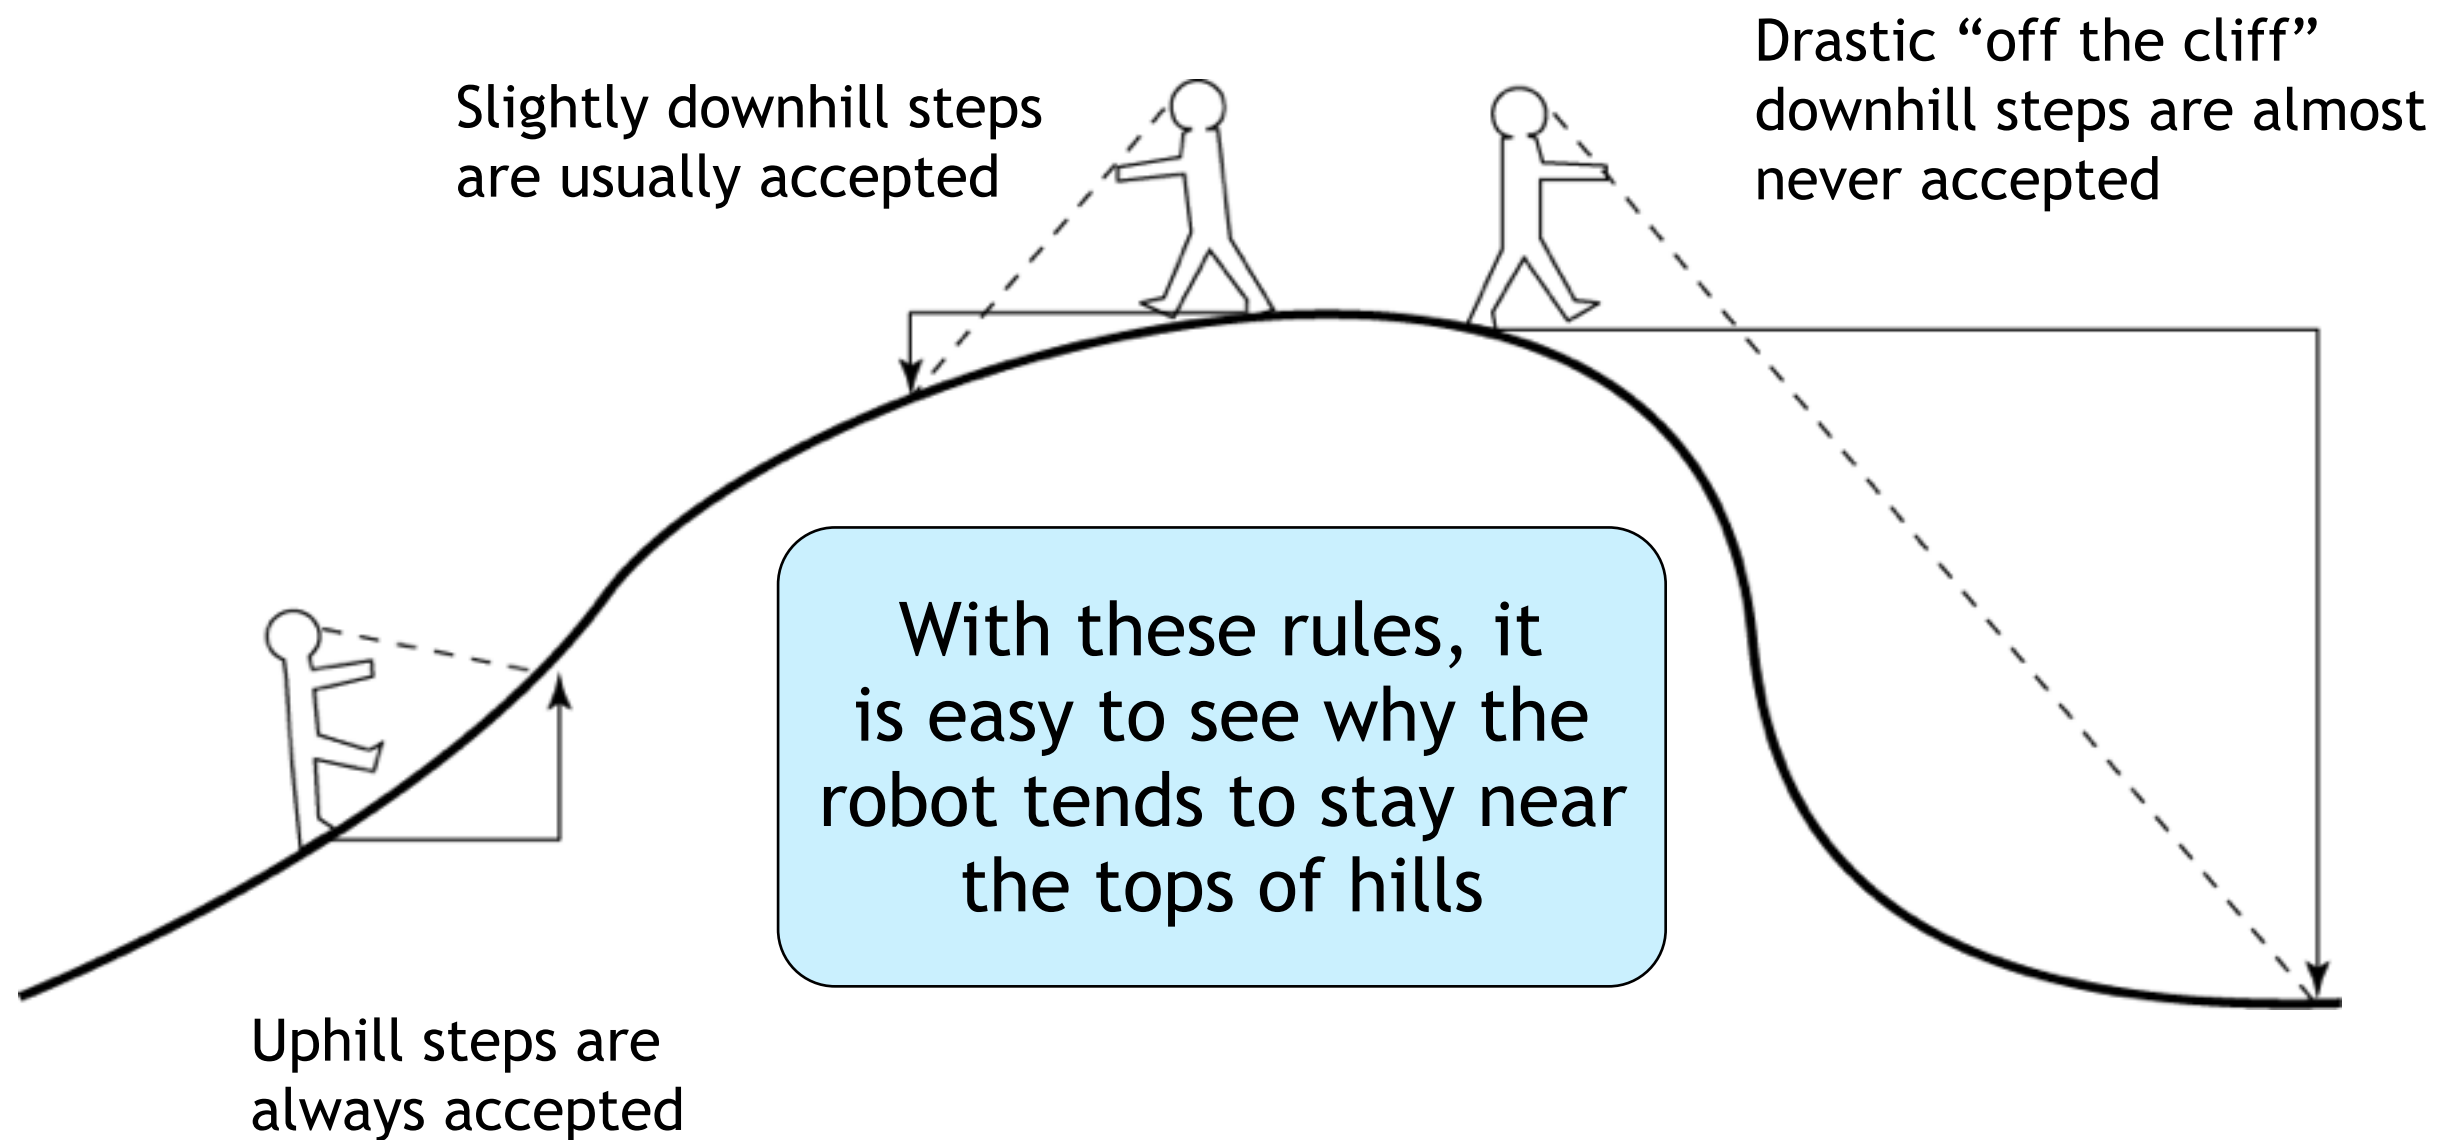 Slightly downhill steps
are usually accepted
Drastic “off the cliff”
downhill steps are almost
never accepted
With these rules, it
is easy to see why the
robot tends to stay near
the tops of hills
Uphill steps are
always accepted